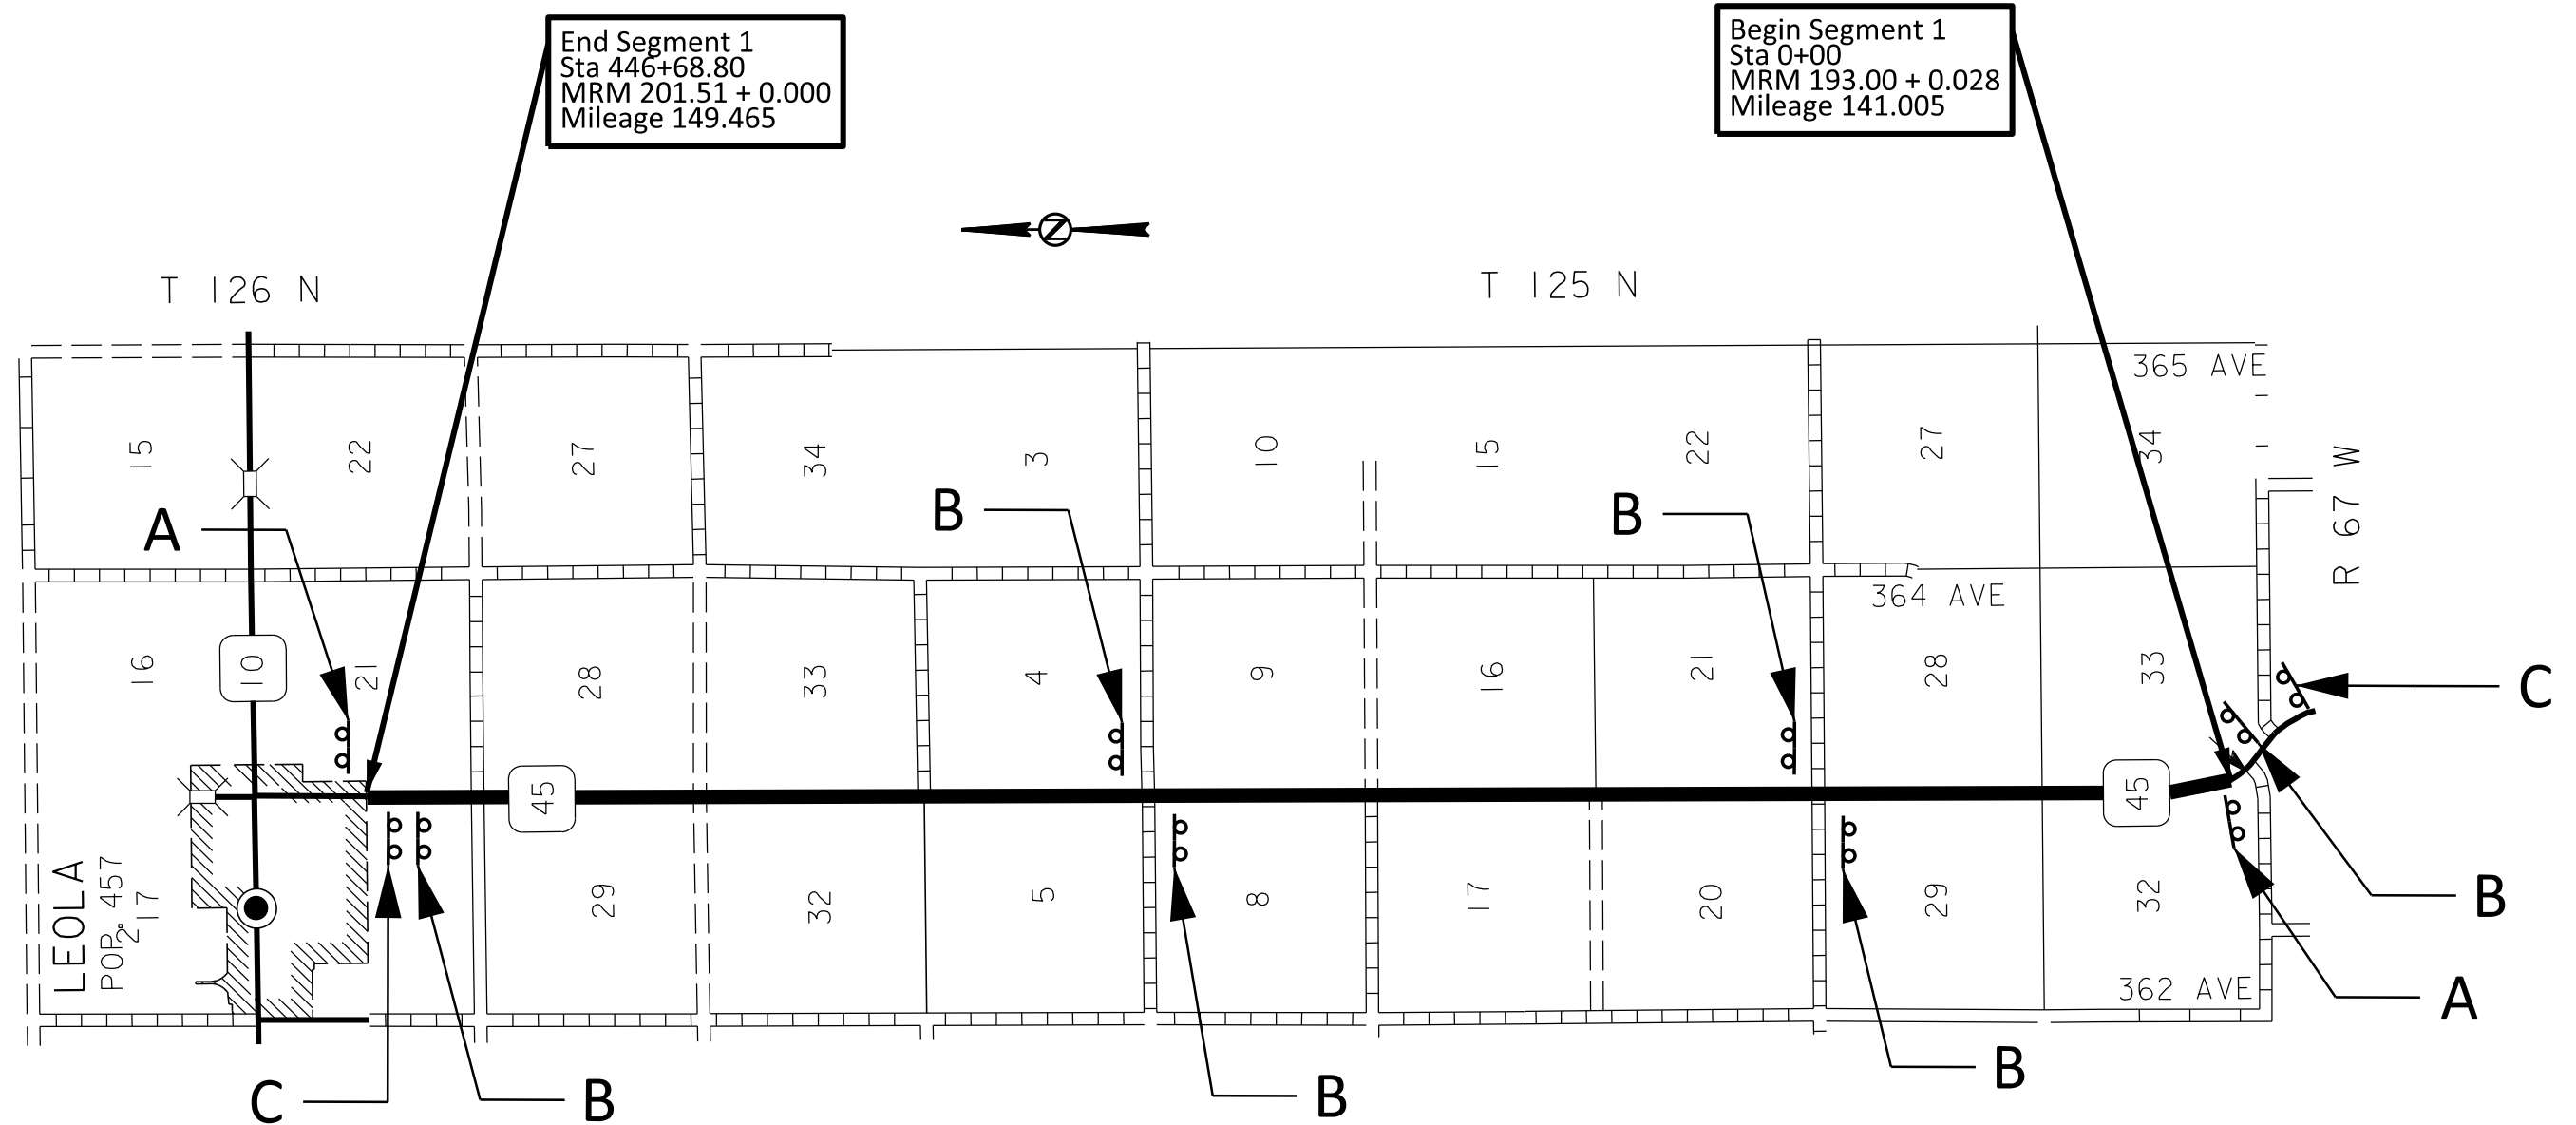 End Segment 1
Sta 446+68.80
MRM 201.51 + 0.000
Mileage 149.465
Begin Segment 1
Sta 0+00
MRM 193.00 + 0.028
Mileage 141.005
Z
T 126 N
T 125 N
365 AVE
15
22
27
34
3
10
15
22
27
34
R 67 W
A
B
B
364 AVE
16
10
21
28
33
4
9
16
21
28
33
C
45
45
LEOLA
POP. 457
2.17
29
32
5
8
17
20
29
32
B
362 AVE
A
C
B
B
B